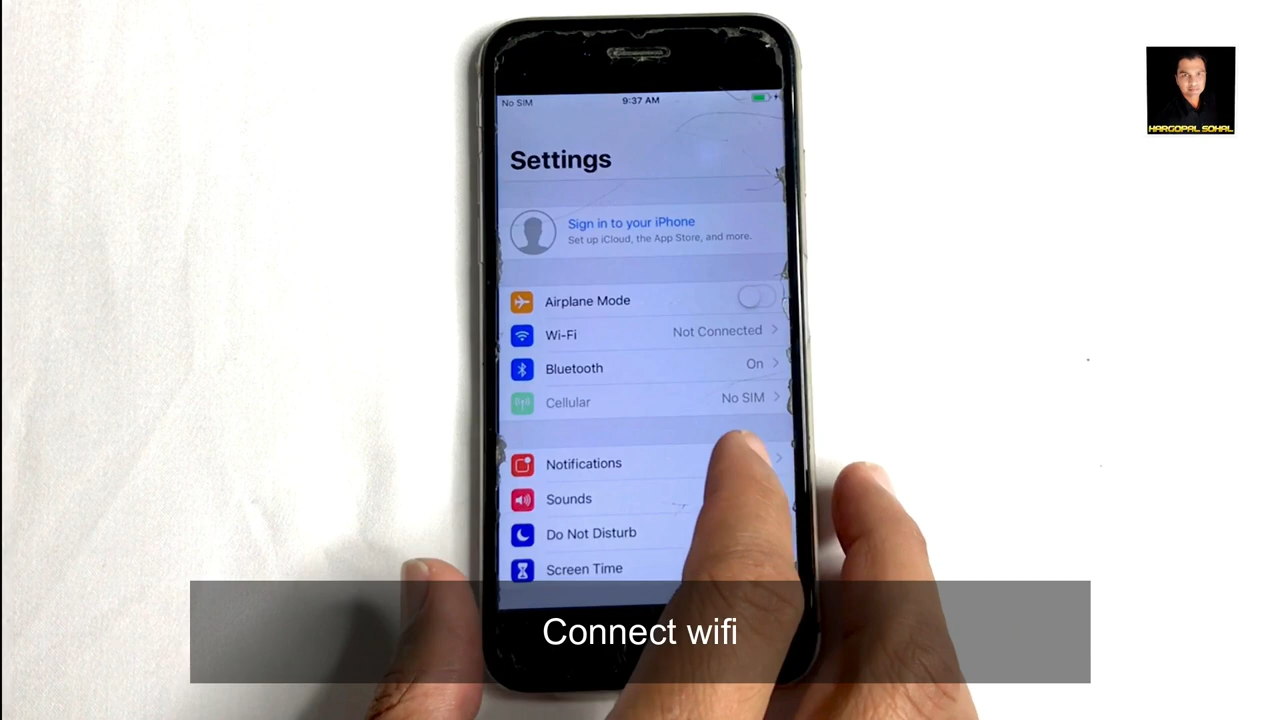 No SIM 9:37 AM
Settings
Sign in to your iPhone
Set up iCloud, the App Store, and more.
Airplane Mode
Wi-Fi Not Connected
Bluetooth On
Cellular No SIM
Notifications
Sounds
Do Not Disturb
Screen Time
Connect wifi
HARGOPAL SOHAL